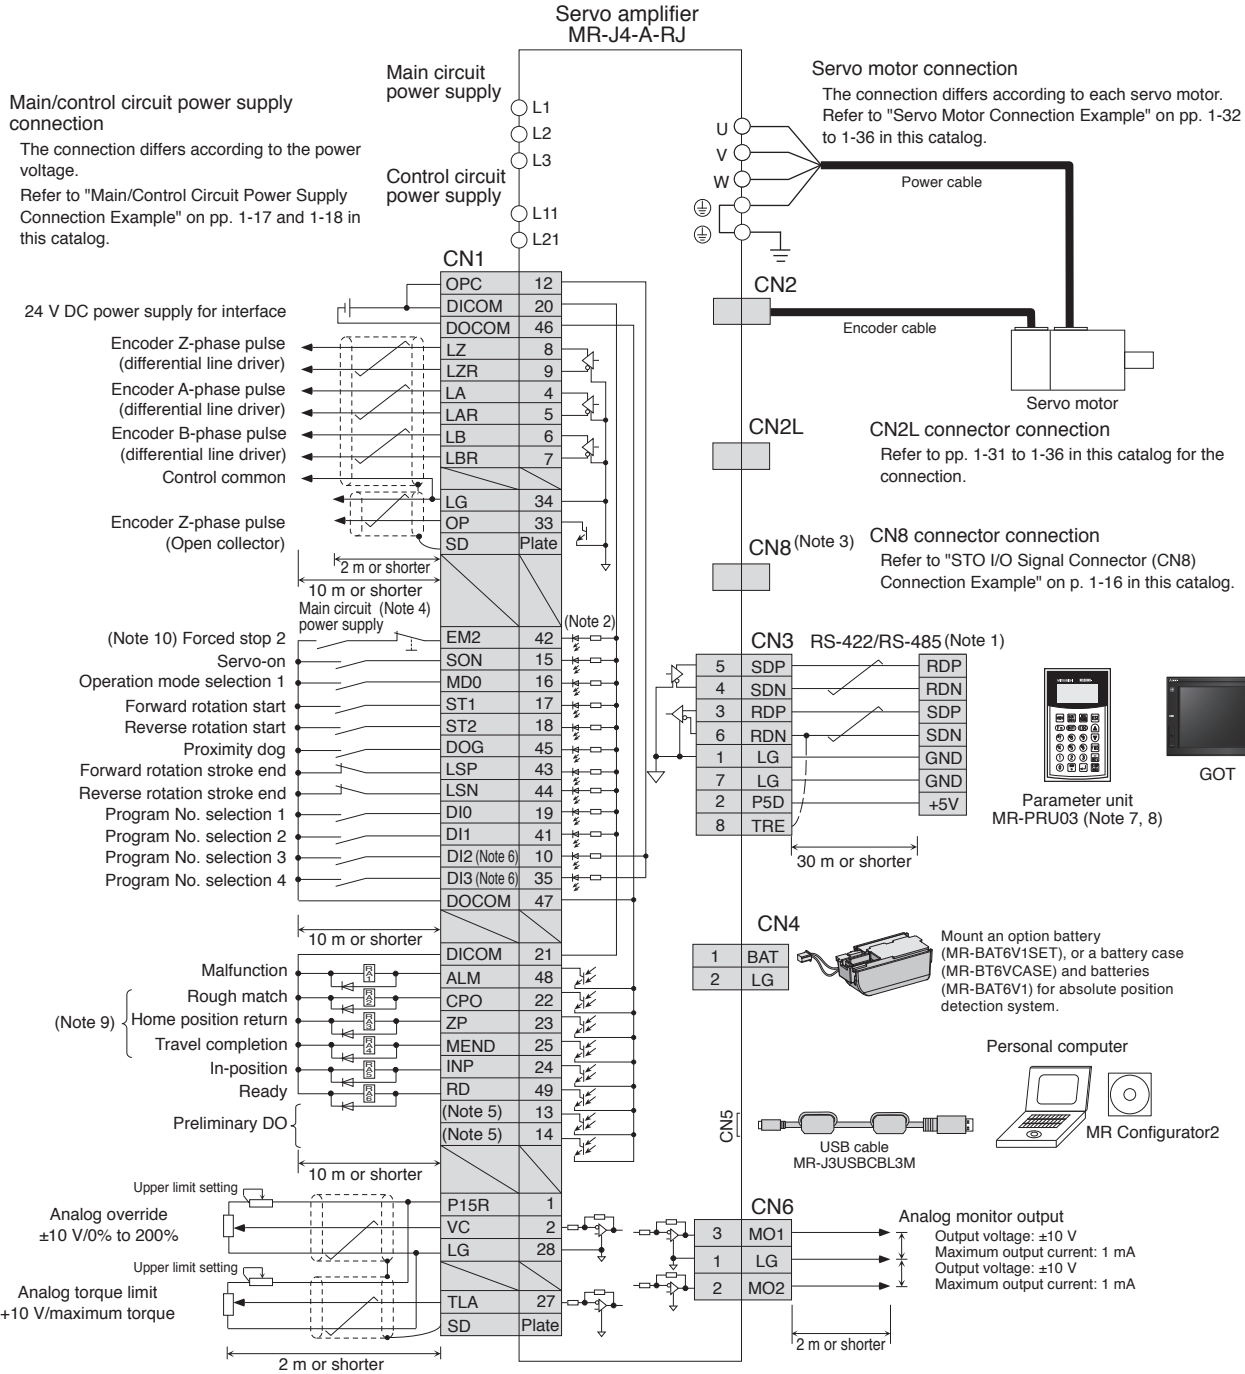 Servo amplifier
MR-J4-A-RJ
Main circuit
power supply
L1
L2
L3
Control circuit
power supply
L11
L21
Main/control circuit power supply
connection
The connection differs according to the power
voltage.
Refer to "Main/Control Circuit Power Supply
Connection Example" on pp. 1-17 and 1-18 in
this catalog.
Servo motor connection
The connection differs according to each servo motor.
Refer to "Servo Motor Connection Example" on pp. 1-32
to 1-36 in this catalog.
U
V
W
Power cable
CN2
Encoder cable
Servo motor
CN2L
CN2L connector connection
Refer to pp. 1-31 to 1-36 in this catalog for the
connection.
CN8 (Note 3)
CN8 connector connection
Refer to "STO I/O Signal Connector (CN8)
Connection Example" on p. 1-16 in this catalog.
CN1
OPC 12
24 V DC power supply for interface DICOM 20
DOCOM 46
Encoder Z-phase pulse
(differential line driver)
LZ 8
LZR 9
Encoder A-phase pulse
(differential line driver)
LA 4
LAR 5
Encoder B-phase pulse
(differential line driver)
LB 6
LBR 7
Control common
LG 34
Encoder Z-phase pulse
(Open collector)
OP 33
SD Plate
2 m or shorter
10 m or shorter
Main circuit (Note 4)
power supply
(Note 2)
(Note 10) Forced stop 2 EM2 42
Servo-on SON 15
Operation mode selection 1 MD0 16
Forward rotation start ST1 17
Reverse rotation start ST2 18
Proximity dog DOG 45
Forward rotation stroke end LSP 43
Reverse rotation stroke end LSN 44
Program No. selection 1 DI0 19
Program No. selection 2 DI1 41
Program No. selection 3 DI2 (Note 6) 10
Program No. selection 4 DI3 (Note 6) 35
DOCOM 47
10 m or shorter
DICOM 21
Malfunction RA1 ALM 48
Rough match RA2 CPO 22
(Note 9) Home position return RA3 ZP 23
Travel completion RA4 MEND 25
In-position RA5 INP 24
Ready RA6 RD 49
Preliminary DO
(Note 5) 13
(Note 5) 14
10 m or shorter
Upper limit setting
Analog override
±10 V/0% to 200%
P15R 1
VC 2
LG 28
Upper limit setting
Analog torque limit
+10 V/maximum torque
TLA 27
SD Plate
2 m or shorter
CN3 RS-422/RS-485 (Note 1)
5 SDP RDP
4 SDN RDN
3 RDP SDP
6 RDN SDN
1 LG GND
7 LG GND
2 P5D +5V
8 TRE
30 m or shorter
Parameter unit
MR-PRU03 (Note 7, 8)
GOT
CN4
1 BAT
2 LG
Mount an option battery
(MR-BAT6V1SET), or a battery case
(MR-BT6VCASE) and batteries
(MR-BAT6V1) for absolute position
detection system.
Personal computer
CN5
USB cable
MR-J3USBCBL3M
MR Configurator2
CN6
3 MO1
1 LG
2 MO2
Analog monitor output
Output voltage: ±10 V
Maximum output current: 1 mA
Output voltage: ±10 V
Maximum output current: 1 mA
2 m or shorter